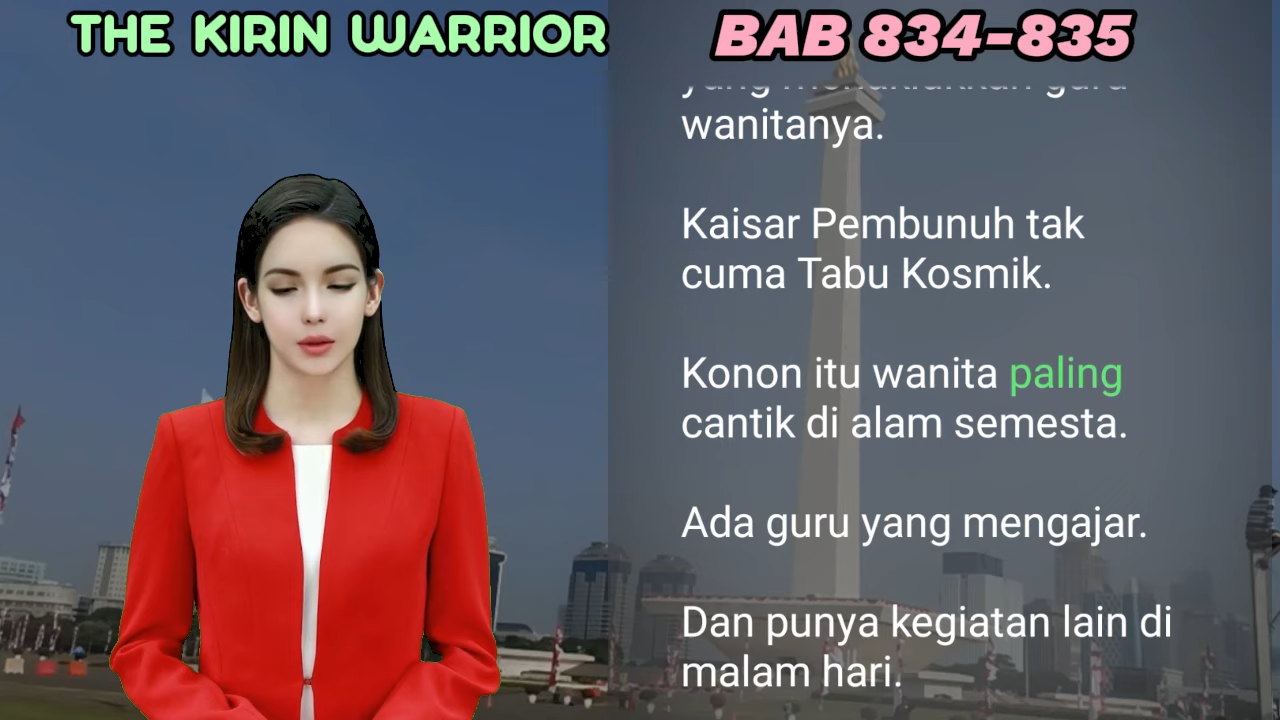 THE KIRIN WARRIOR
BAB 834-835
wanitanya.
Kaisar Pembunuh tak
cuma Tabu Kosmik.
Konon itu wanita paling
cantik di alam semesta.
Ada guru yang mengajar.
Dan punya kegiatan lain di
malam hari.